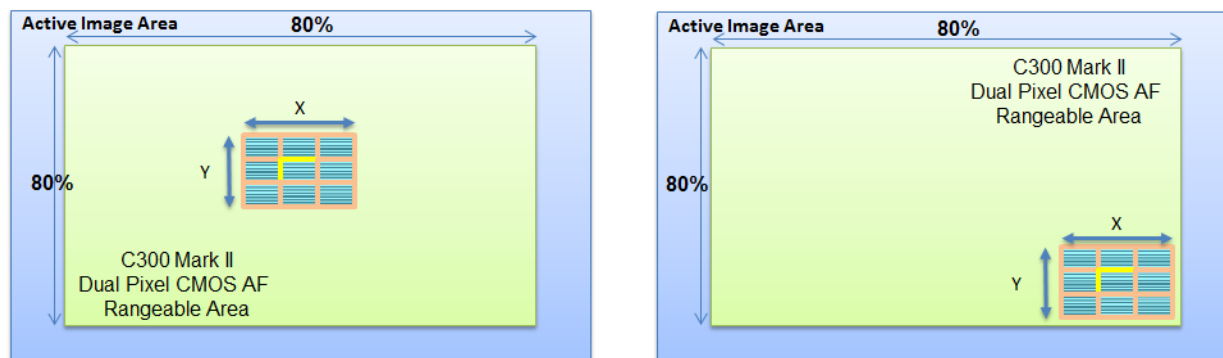 Active Image Area
80%
X
Y
80%
C300 Mark II
Dual Pixel CMOS AF
Rangeable Area
Active Image Area
80%
C300 Mark II
Dual Pixel CMOS AF
Rangeable Area
80%
X
Y